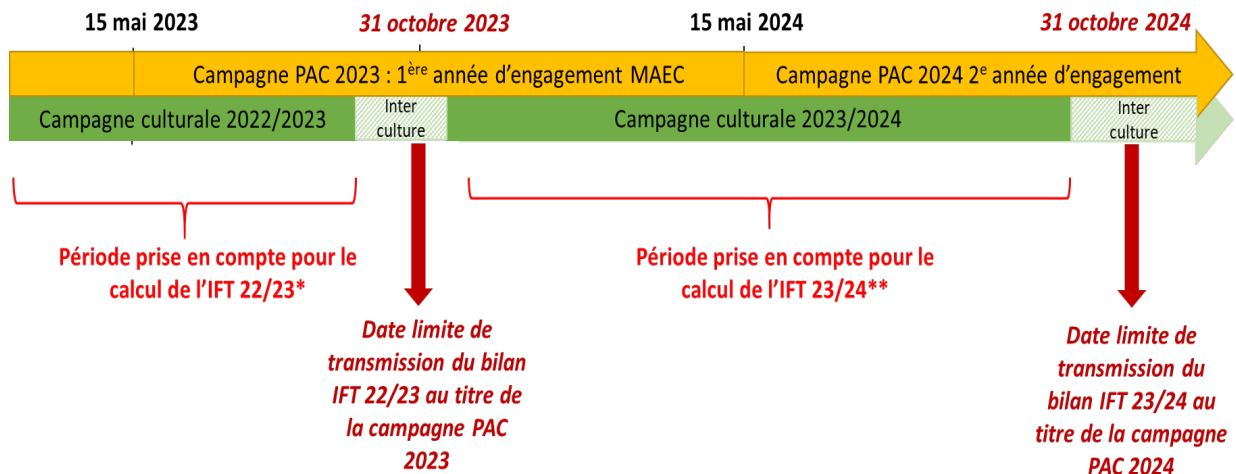 15 mai 2023
31 octobre 2023
15 mai 2024
31 octobre 2024
Campagne PAC 2023 : 1ère année d'engagement MAEC
Campagne PAC 2024 2e année d'engagement
Campagne culturale 2022/2023
Inter
culture
Campagne culturale 2023/2024
Inter
culture
Période prise en compte pour le
calcul de l'IFT 22/23*
Période prise en compte pour le
calcul de l'IFT 23/24**
Date limite de
transmission du bilan
IFT 22/23 au titre de
la campagne PAC
2023
Date limite de
transmission du
bilan IFT 23/24 au
titre de la campagne
PAC 2024